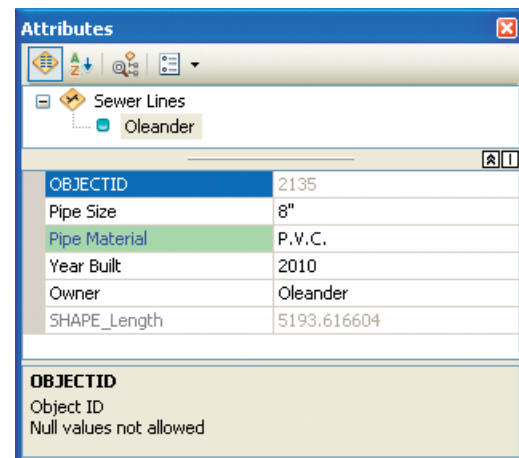 Attributes
Sewer Lines
Oleander
OBJECTID 2135
Pipe Size 8"
Pipe Material P.V.C.
Year Built 2010
Owner Oleander
SHAPE_Length 5193.616604
OBJECTID
Object ID
Null values not allowed